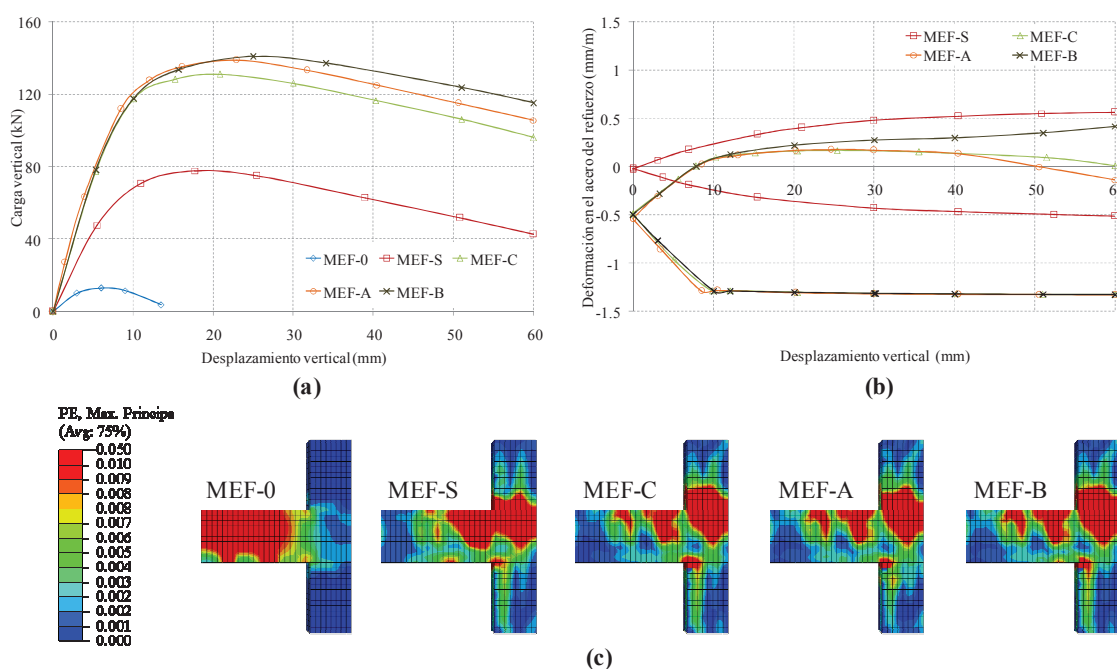 160
120
80
40
0
Carga vertical (kN)
MEF-0 MEF-S MEF-C
MEF-A MEF-B
0 10 20 30 40 50 60
Desplazamiento vertical (mm)
(a)
1.5
1
0.5
0
-0.5
-1
-1.5
Deformación en el acero del refuerzo (mm/m)
MEF-S MEF-C
MEF-A MEF-B
0 10 20 30 40 50 60
Desplazamiento vertical (mm)
(b)
PE, Max. Principa
(Avg: 75%)
0.050
0.010
0.009
0.008
0.008
0.007
0.006
0.005
0.004
0.003
0.002
0.002
0.001
0.000
MEF-0
MEF-S
MEF-C
MEF-A
MEF-B
(c)